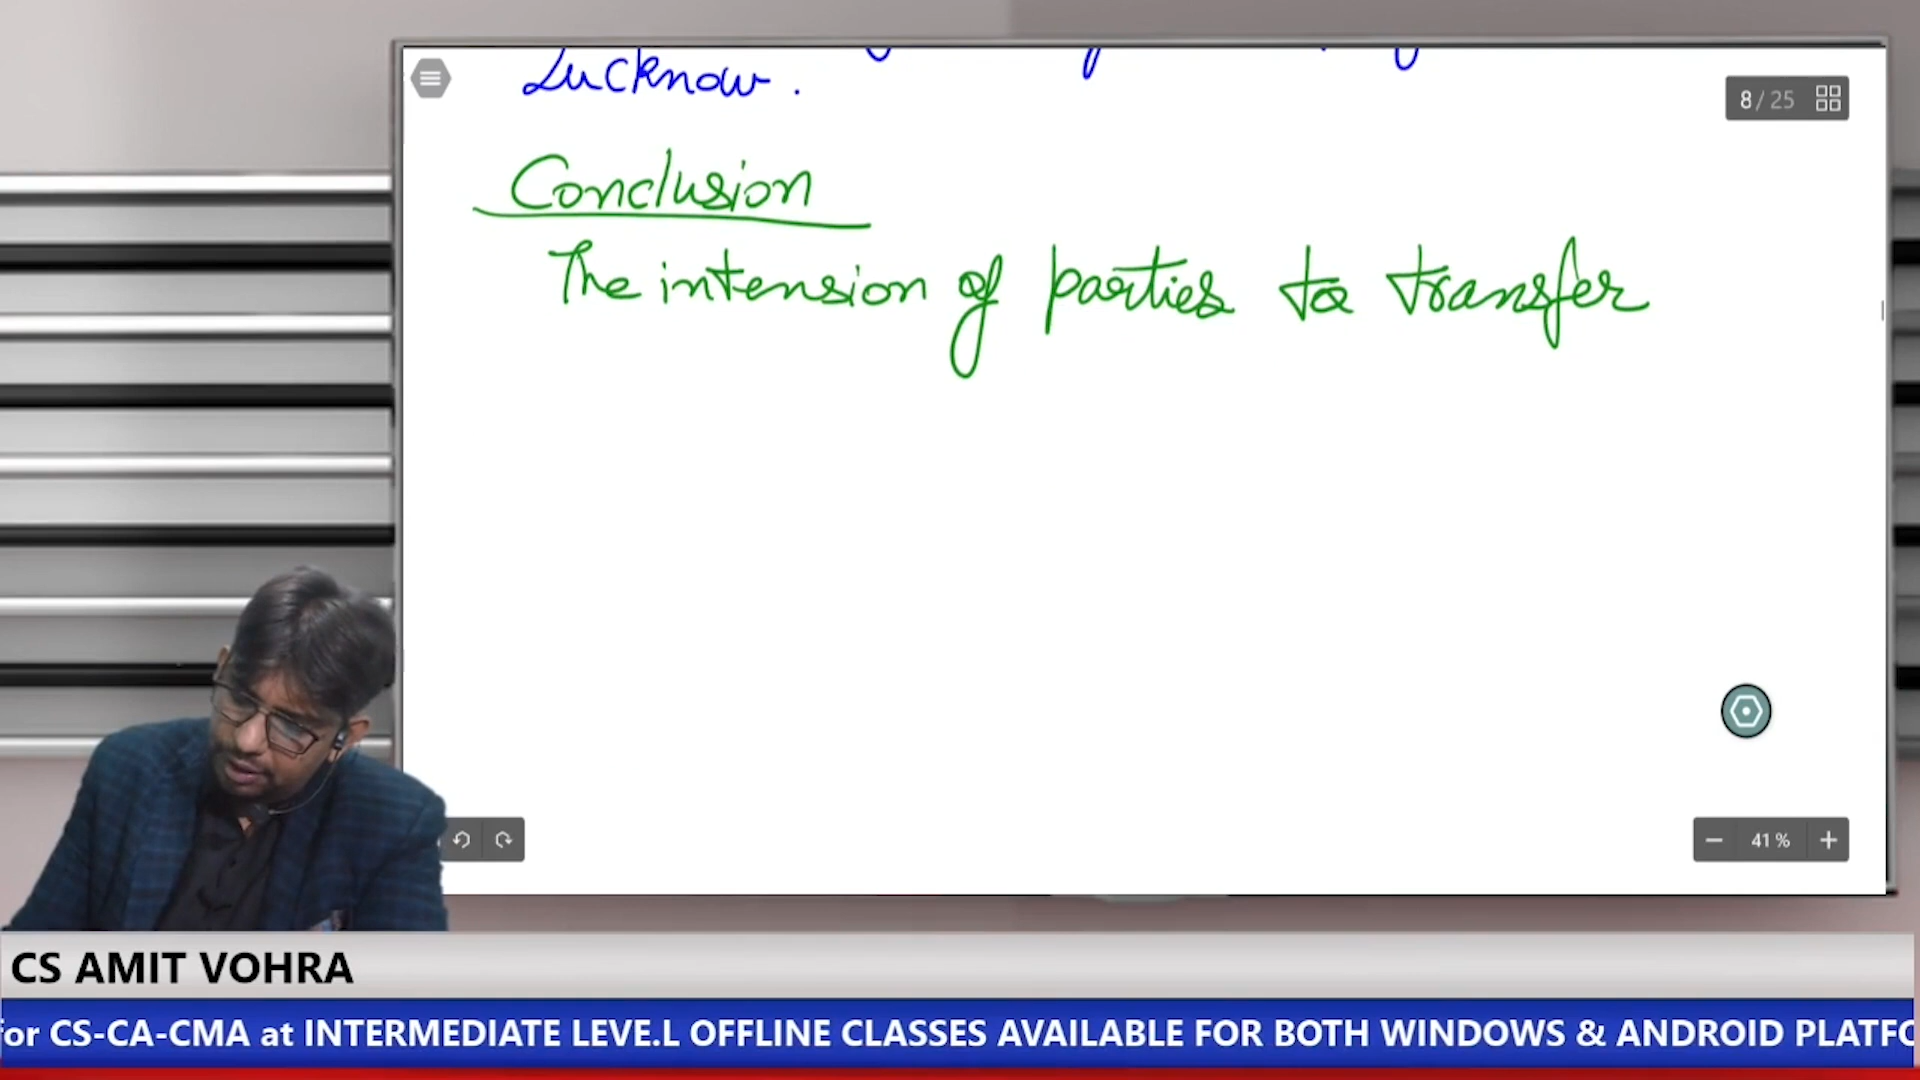 Lucknow.
8 / 25
Conclusion
The intension of parties to transfer
41 %
CS AMIT VOHRA
for CS-CA-CMA at INTERMEDIATE LEVE.L OFFLINE CLASSES AVAILABLE FOR BOTH WINDOWS & ANDROID PLATFO